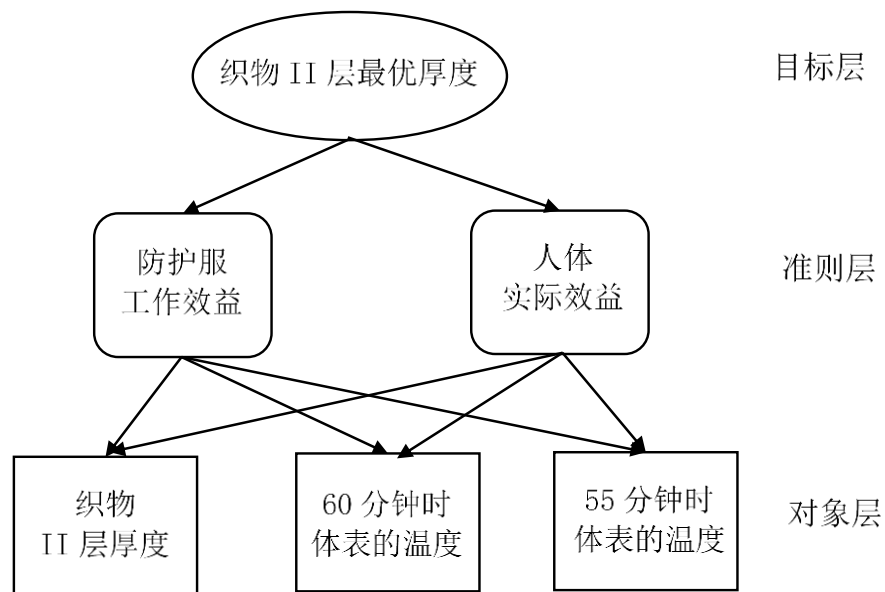 织物 II 层最优厚度
目标层
防护服
工作效益
人体
实际效益
准则层
织物
II 层厚度
60 分钟时
体表的温度
55 分钟时
体表的温度
对象层